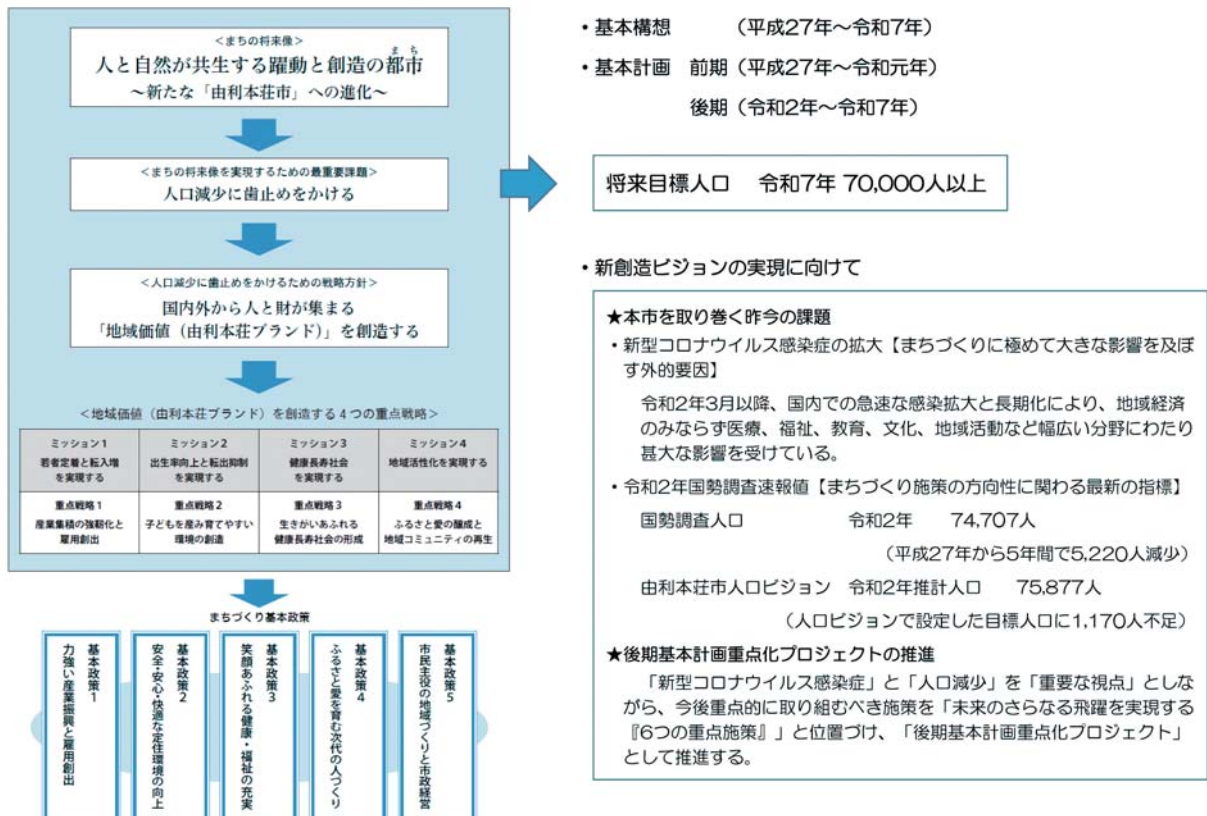 ＜まちの将来像＞
人と自然が共生する躍動と創造の都市
まち
～新たな「由利本荘市」への進化～
＜まちの将来像を実現するための最重要課題＞
人口減少に歯止めをかける
＜人口減少に歯止めをかけるための戦略方針＞
国内外から人と財が集まる
「地域価値（由利本荘ブランド）」を創造する
＜地域価値（由利本荘ブランド）を創造する4つの重点戦略＞
ミッション1
若者定着と転入増
を実現する
ミッション2
出生率向上と転出抑制
を実現する
ミッション3
健康長寿社会
を実現する
ミッション4
地域活性化を実現する
重点戦略1
産業集積の強靭化と
雇用創出
重点戦略2
子どもを産み育てやすい
環境の創造
重点戦略3
生きがいあふれる
健康長寿社会の形成
重点戦略4
ふるさと愛の醸成と
地域コミュニティの再生
まちづくり基本政策
基本政策1
力強い産業振興と雇用創出
基本政策2
安全・安心・快適な定住環境の向上
基本政策3
笑顔あふれる健康・福祉の充実
基本政策4
ふるさと愛を育む次代の人づくり
基本政策5
市民主役の地域づくりと市政経営
・基本構想　（平成27年～令和7年）
・基本計画　前期（平成27年～令和元年）
後期（令和2年～令和7年）
将来目標人口　令和7年 70,000人以上
・新創造ビジョンの実現に向けて
★本市を取り巻く昨今の課題
・新型コロナウイルス感染症の拡大【まちづくりに極めて大きな影響を及ぼ
す外的要因】
令和2年3月以降、国内での急速な感染拡大と長期化により、地域経済
のみならず医療、福祉、教育、文化、地域活動など幅広い分野にわたり
甚大な影響を受けている。
・令和2年国勢調査速報値【まちづくり施策の方向性に関わる最新の指標】
国勢調査人口　令和2年　74,707人
（平成27年から5年間で5,220人減少）
由利本荘市人口ビジョン　令和2年推計人口　75,877人
（人口ビジョンで設定した目標人口に1,170人不足）
★後期基本計画重点化プロジェクトの推進
「新型コロナウイルス感染症」と「人口減少」を「重要な視点」としな
がら、今後重点的に取り組むべき施策を「未来のさらなる飛躍を実現する
『6つの重点施策』」と位置づけ、「後期基本計画重点化プロジェクト」
として推進する。